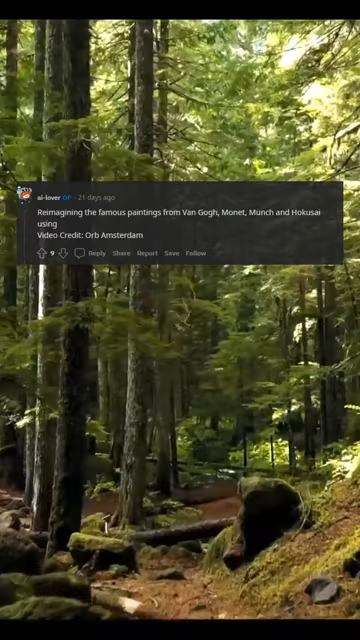 ai-lover OP · 21 days ago
Reimagining the famous paintings from Van Gogh, Monet, Munch and Hokusai
using
Video Credit: Orb Amsterdam
9 Reply Share Report Save Follow